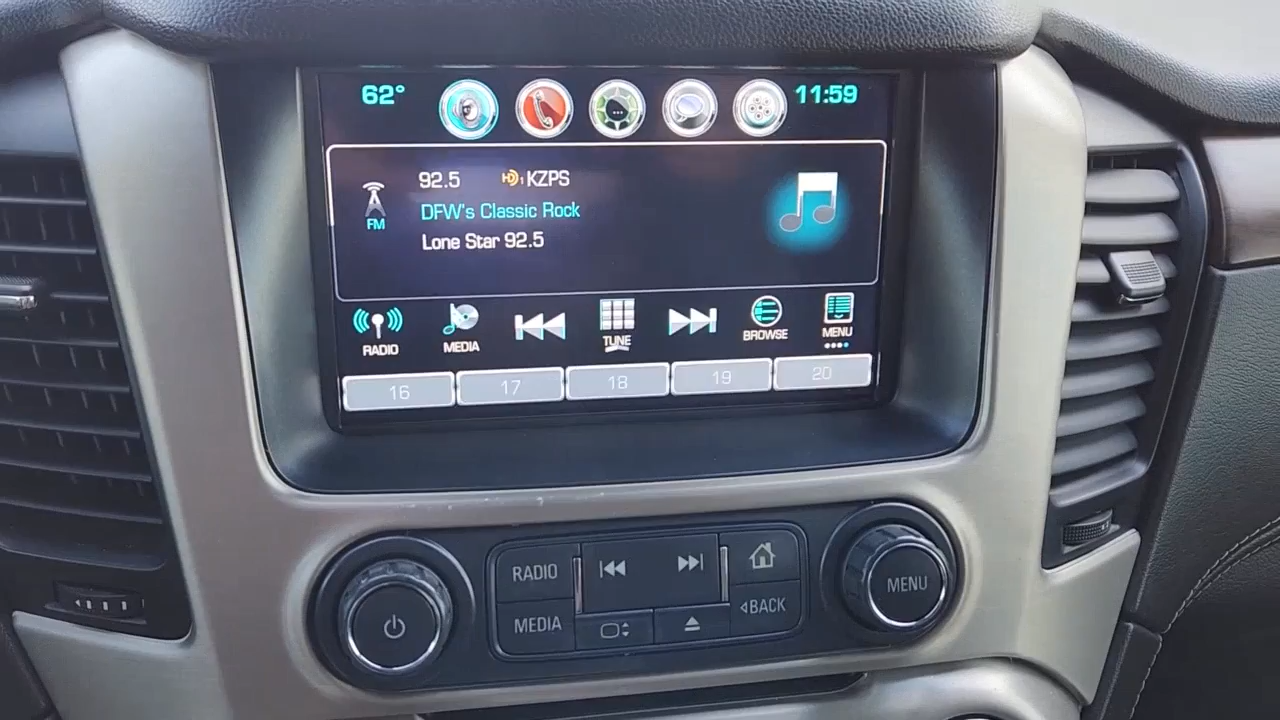 62° 11:59
92.5 HD1 KZPS
FM
DFW's Classic Rock
Lone Star 92.5
RADIO MEDIA TUNE BROWSE MENU
16 17 18 19 20
RADIO
MEDIA
BACK
MENU